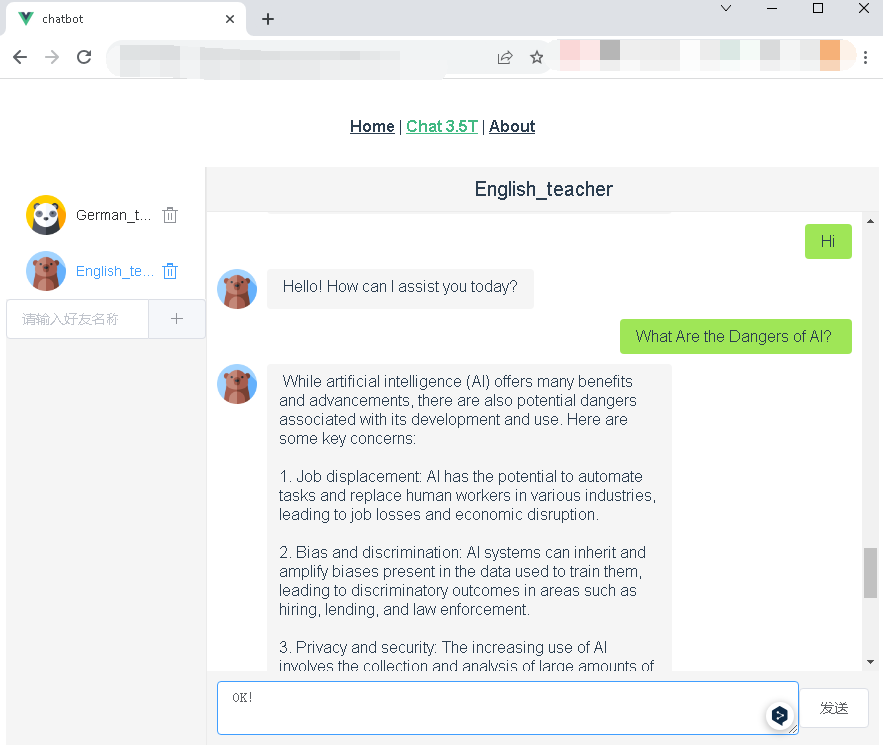 chatbot
Home | Chat 3.5T | About
English_teacher
German_t...
English_te...
请输入好友名称
Hi
Hello! How can I assist you today?
What Are the Dangers of AI?
While artificial intelligence (AI) offers many benefits
and advancements, there are also potential dangers
associated with its development and use. Here are
some key concerns:
1. Job displacement: AI has the potential to automate
tasks and replace human workers in various industries,
leading to job losses and economic disruption.
2. Bias and discrimination: AI systems can inherit and
amplify biases present in the data used to train them,
leading to discriminatory outcomes in areas such as
hiring, lending, and law enforcement.
3. Privacy and security: The increasing use of AI
involves the collection and analysis of large amounts of
OK!
发送